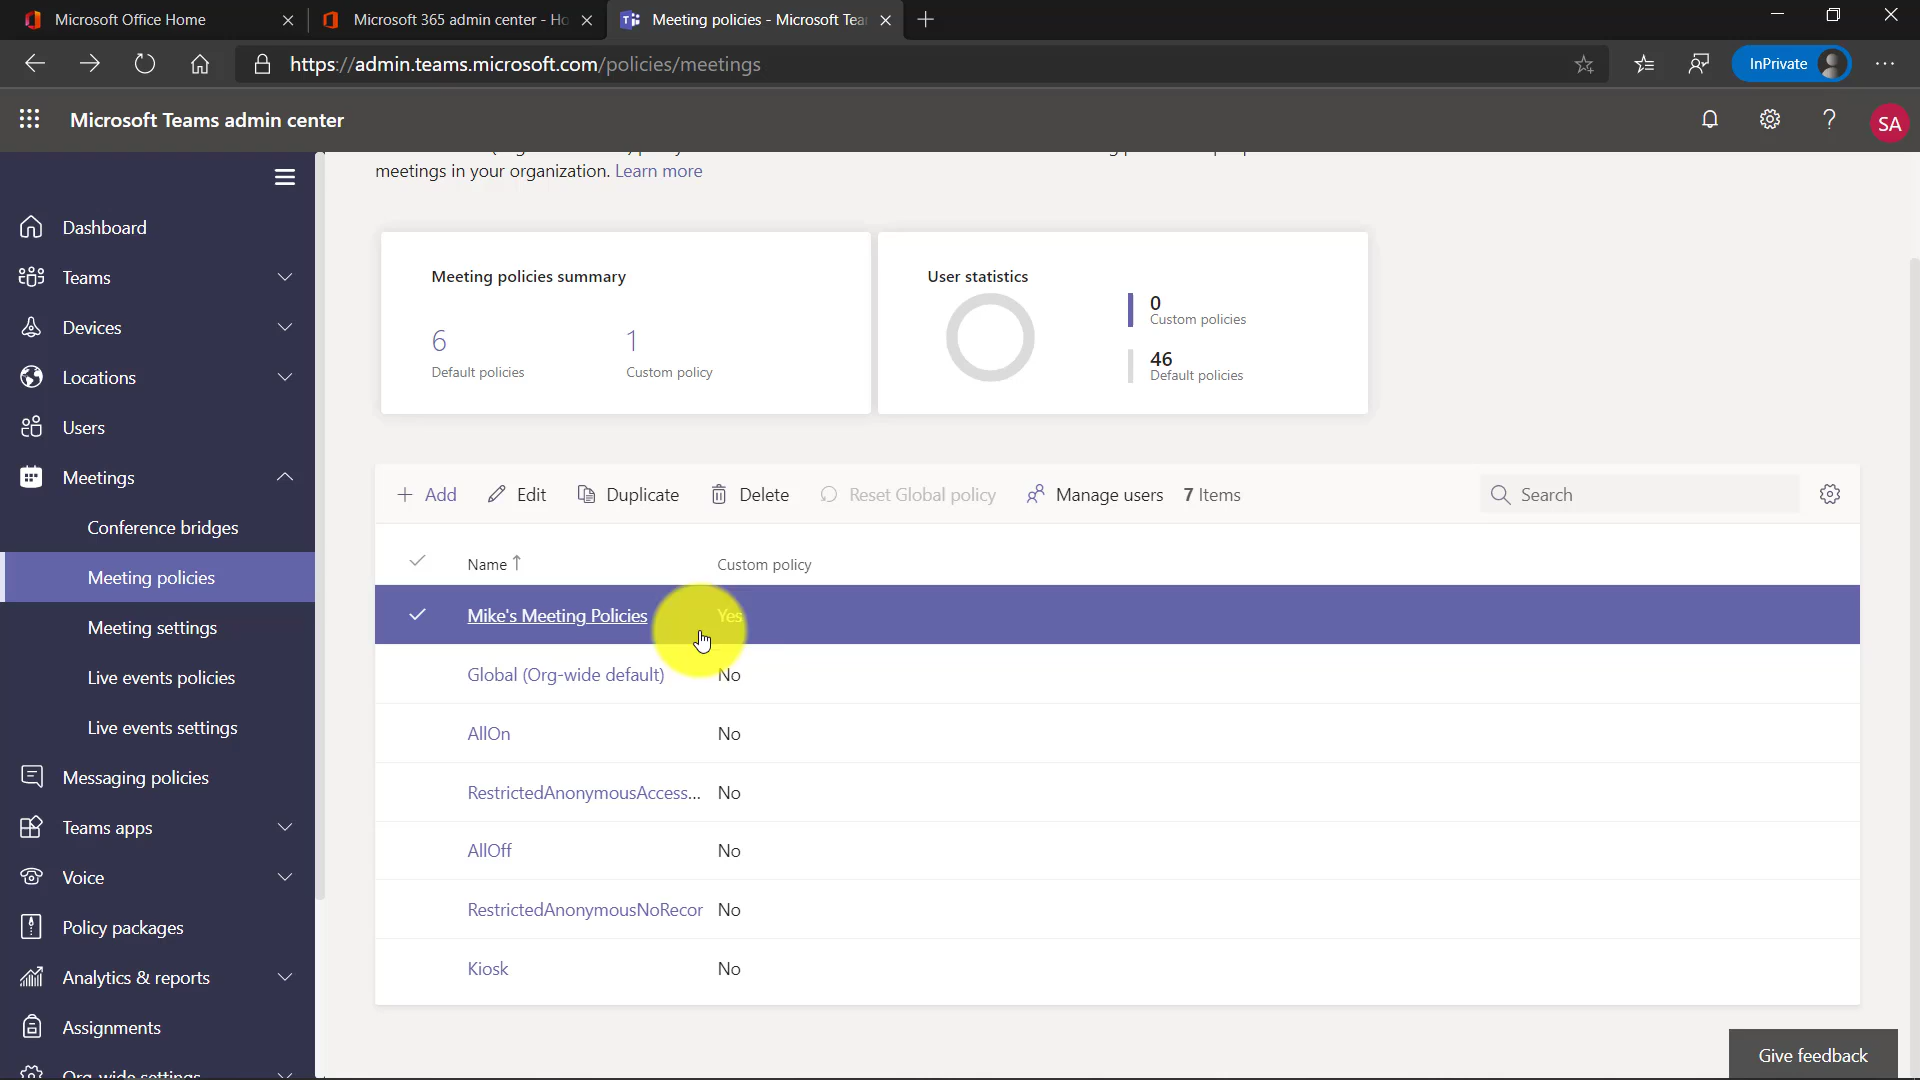 Microsoft Office Home
Microsoft 365 admin center - Ho
Meeting policies - Microsoft Tea
https://admin.teams.microsoft.com/policies/meetings
InPrivate
Microsoft Teams admin center
SA
meetings in your organization. Learn more
Dashboard
Teams
Devices
Locations
Users
Meetings
Conference bridges
Meeting policies
Meeting settings
Live events policies
Live events settings
Messaging policies
Teams apps
Voice
Policy packages
Analytics & reports
Assignments
Org-wide settings
Meeting policies summary
6
Default policies
1
Custom policy
User statistics
0
Custom policies
46
Default policies
Add
Edit
Duplicate
Delete
Reset Global policy
Manage users
7 Items
Search
Name
Custom policy
Mike's Meeting Policies
Yes
Global (Org-wide default)
No
AllOn
No
RestrictedAnonymousAccess...
No
AllOff
No
RestrictedAnonymousNoRecor
No
Kiosk
No
Give feedback